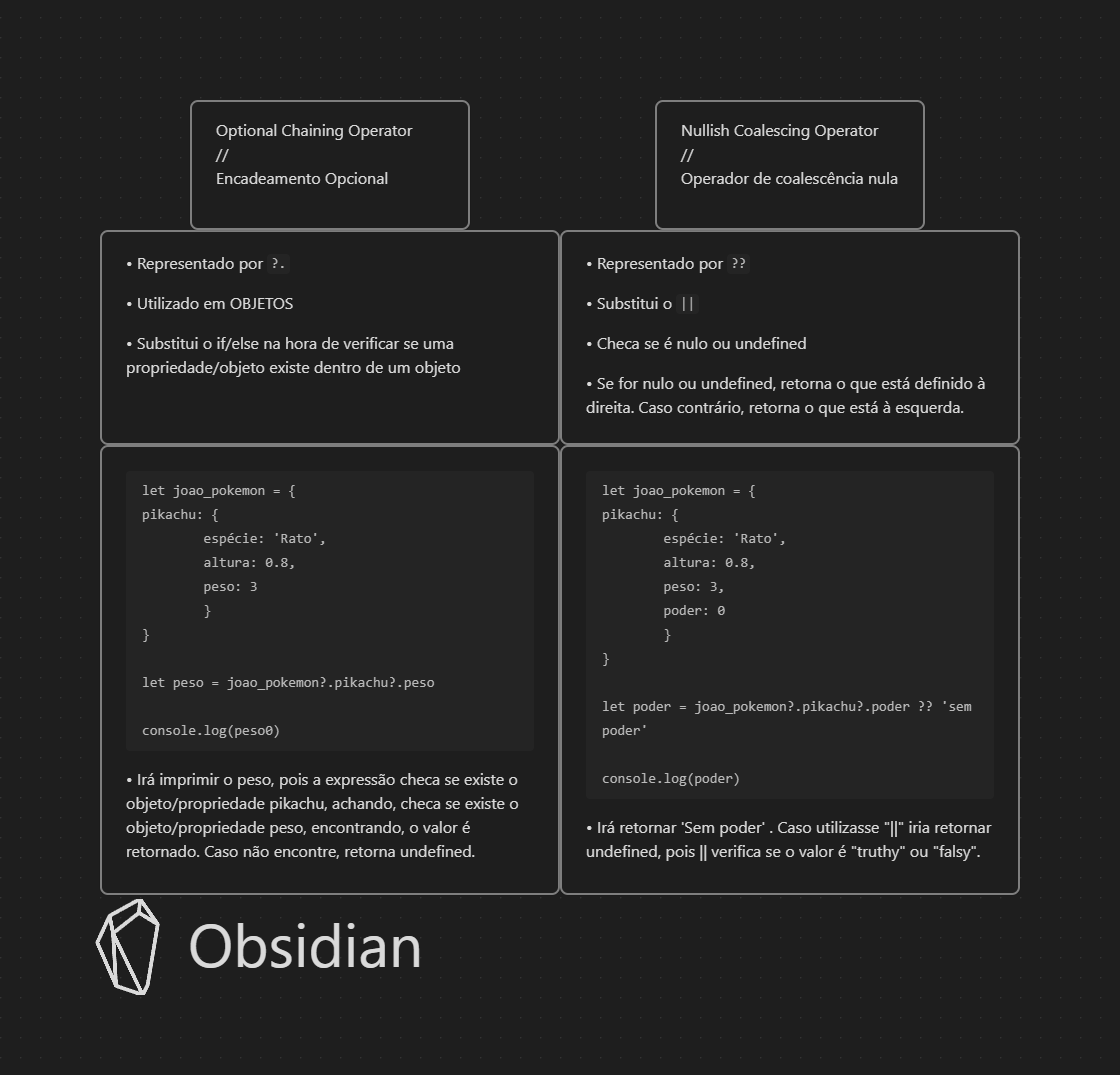 Optional Chaining Operator
//
Encadeamento Opcional
Nullish Coalescing Operator
//
Operador de coalescência nula
• Representado por ?.
• Utilizado em OBJETOS
• Substitui o if/else na hora de verificar se uma
propriedade/objeto existe dentro de um objeto
• Representado por ??
• Substitui o ||
• Checa se é nulo ou undefined
• Se for nulo ou undefined, retorna o que está definido à
direita. Caso contrário, retorna o que está à esquerda.
let joao_pokemon = {
pikachu: {
espécie: 'Rato',
altura: 0.8,
peso: 3
}
}
let peso = joao_pokemon?.pikachu?.peso
console.log(peso0)
• Irá imprimir o peso, pois a expressão checa se existe o
objeto/propriedade pikachu, achando, checa se existe o
objeto/propriedade peso, encontrando, o valor é
retornado. Caso não encontre, retorna undefined.
let joao_pokemon = {
pikachu: {
espécie: 'Rato',
altura: 0.8,
peso: 3,
poder: 0
}
}
let poder = joao_pokemon?.pikachu?.poder ?? 'sem
poder'
console.log(poder)
• Irá retornar 'Sem poder' . Caso utilizasse "||" iria retornar
undefined, pois || verifica se o valor é "truthy" ou "falsy".
Obsidian